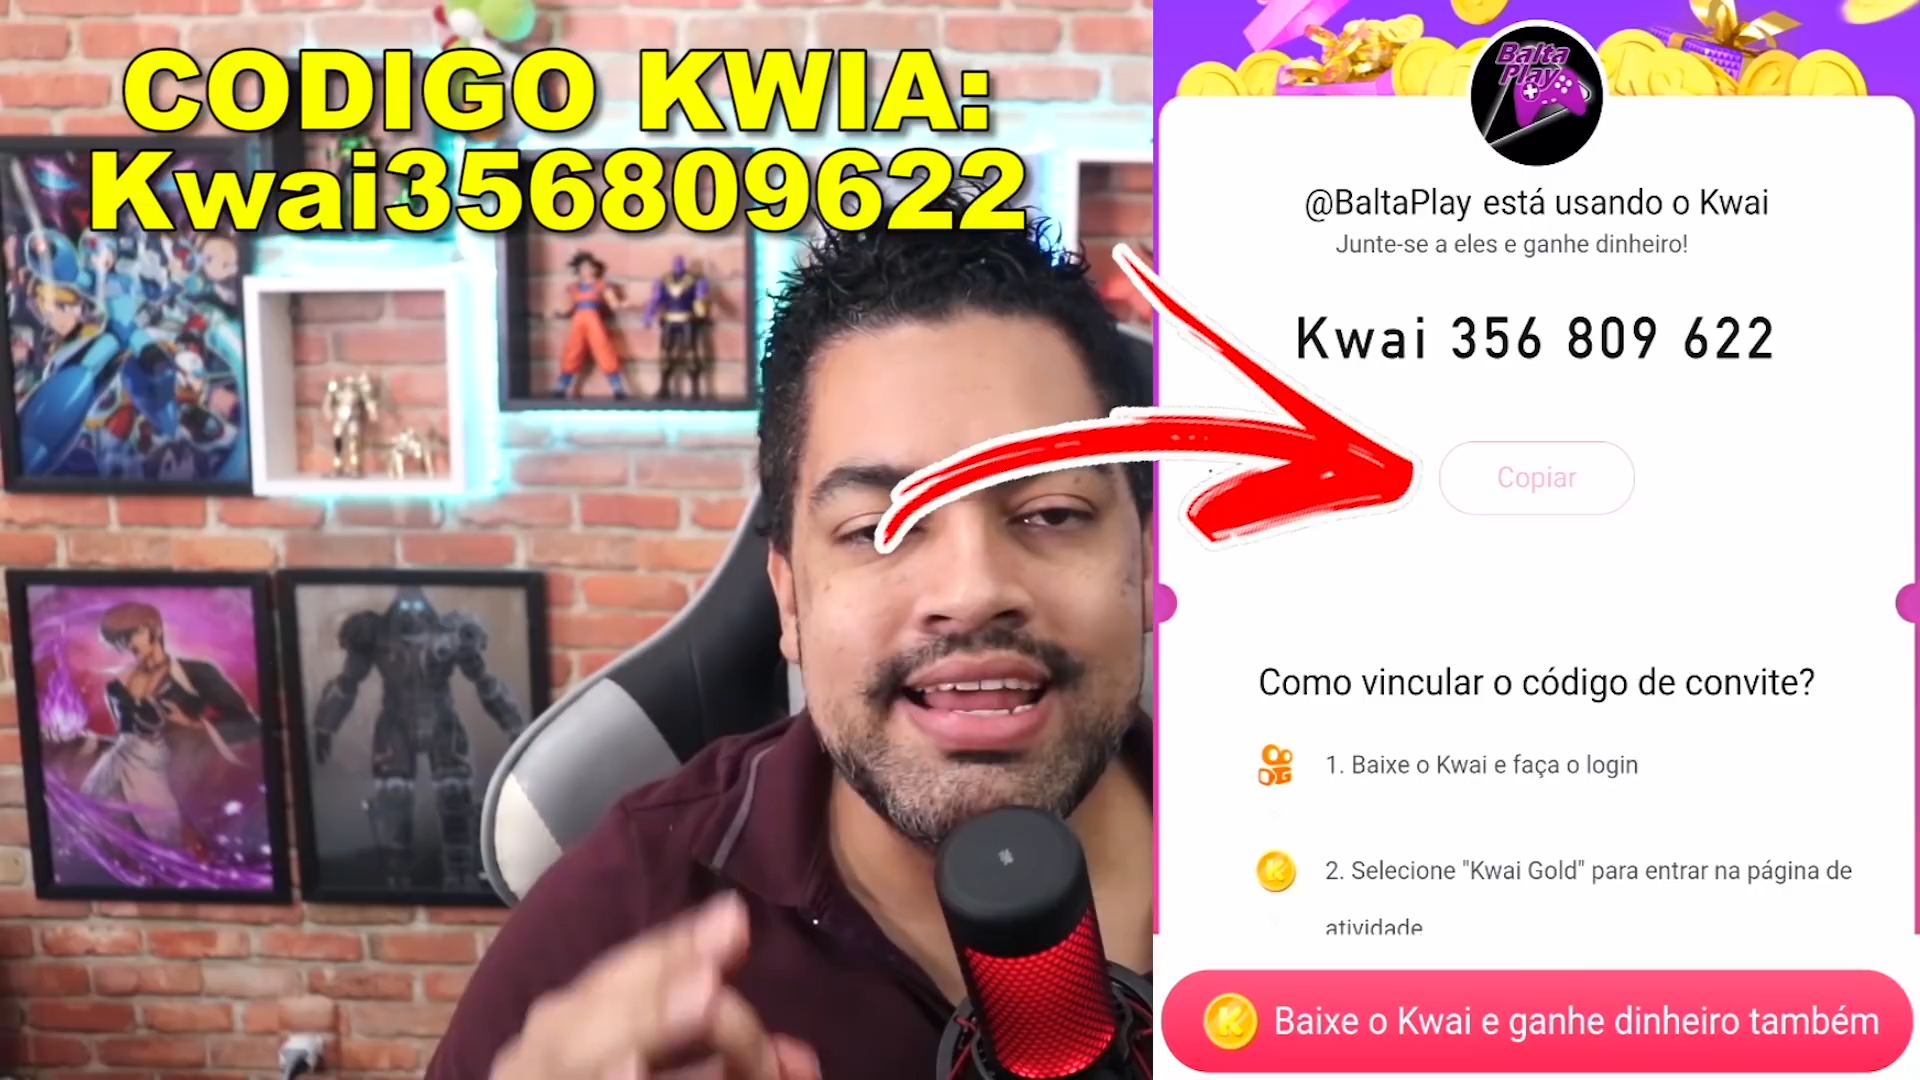 CODIGO KWIA:
Kwai356809622
Balta
Play
@BaltaPlay está usando o Kwai
Junte-se a eles e ganhe dinheiro!
Kwai 356 809 622
Copiar
Como vincular o código de convite?
1. Baixe o Kwai e faça o login
2. Selecione "Kwai Gold" para entrar na página de
atividade
Baixe o Kwai e ganhe dinheiro também